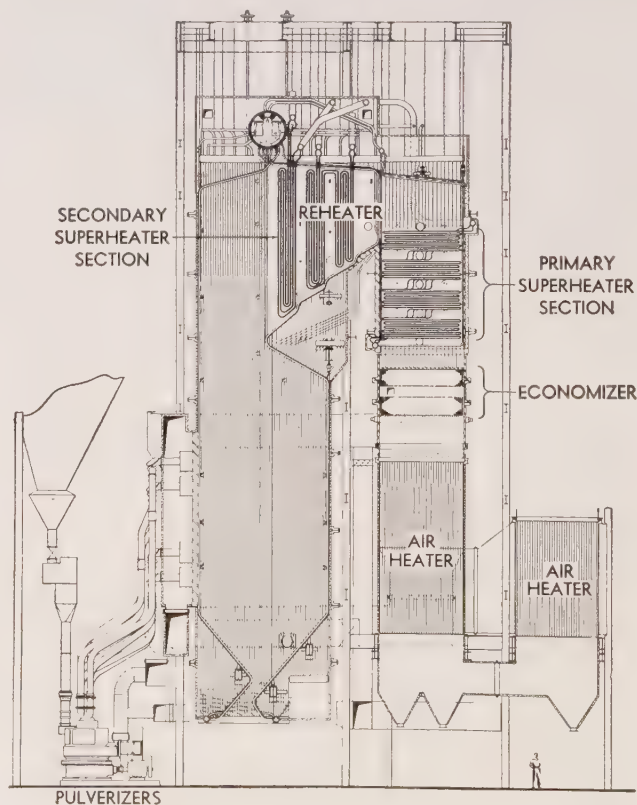 SECONDARY
SUPERHEATER
SECTION
REHEATER
PRIMARY
SUPERHEATER
SECTION
ECONOMIZER
AIR
HEATER
AIR
HEATER
PULVERIZERS